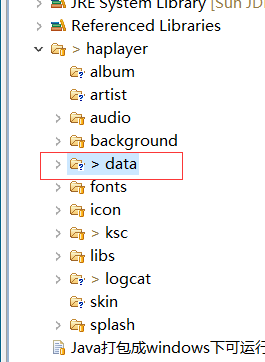 JRE System Library [Sun JD
Referenced Libraries
> haplayer
album
artist
audio
background
> data
fonts
icon
> ksc
libs
> logcat
skin
splash
Java打包成windows下可运行